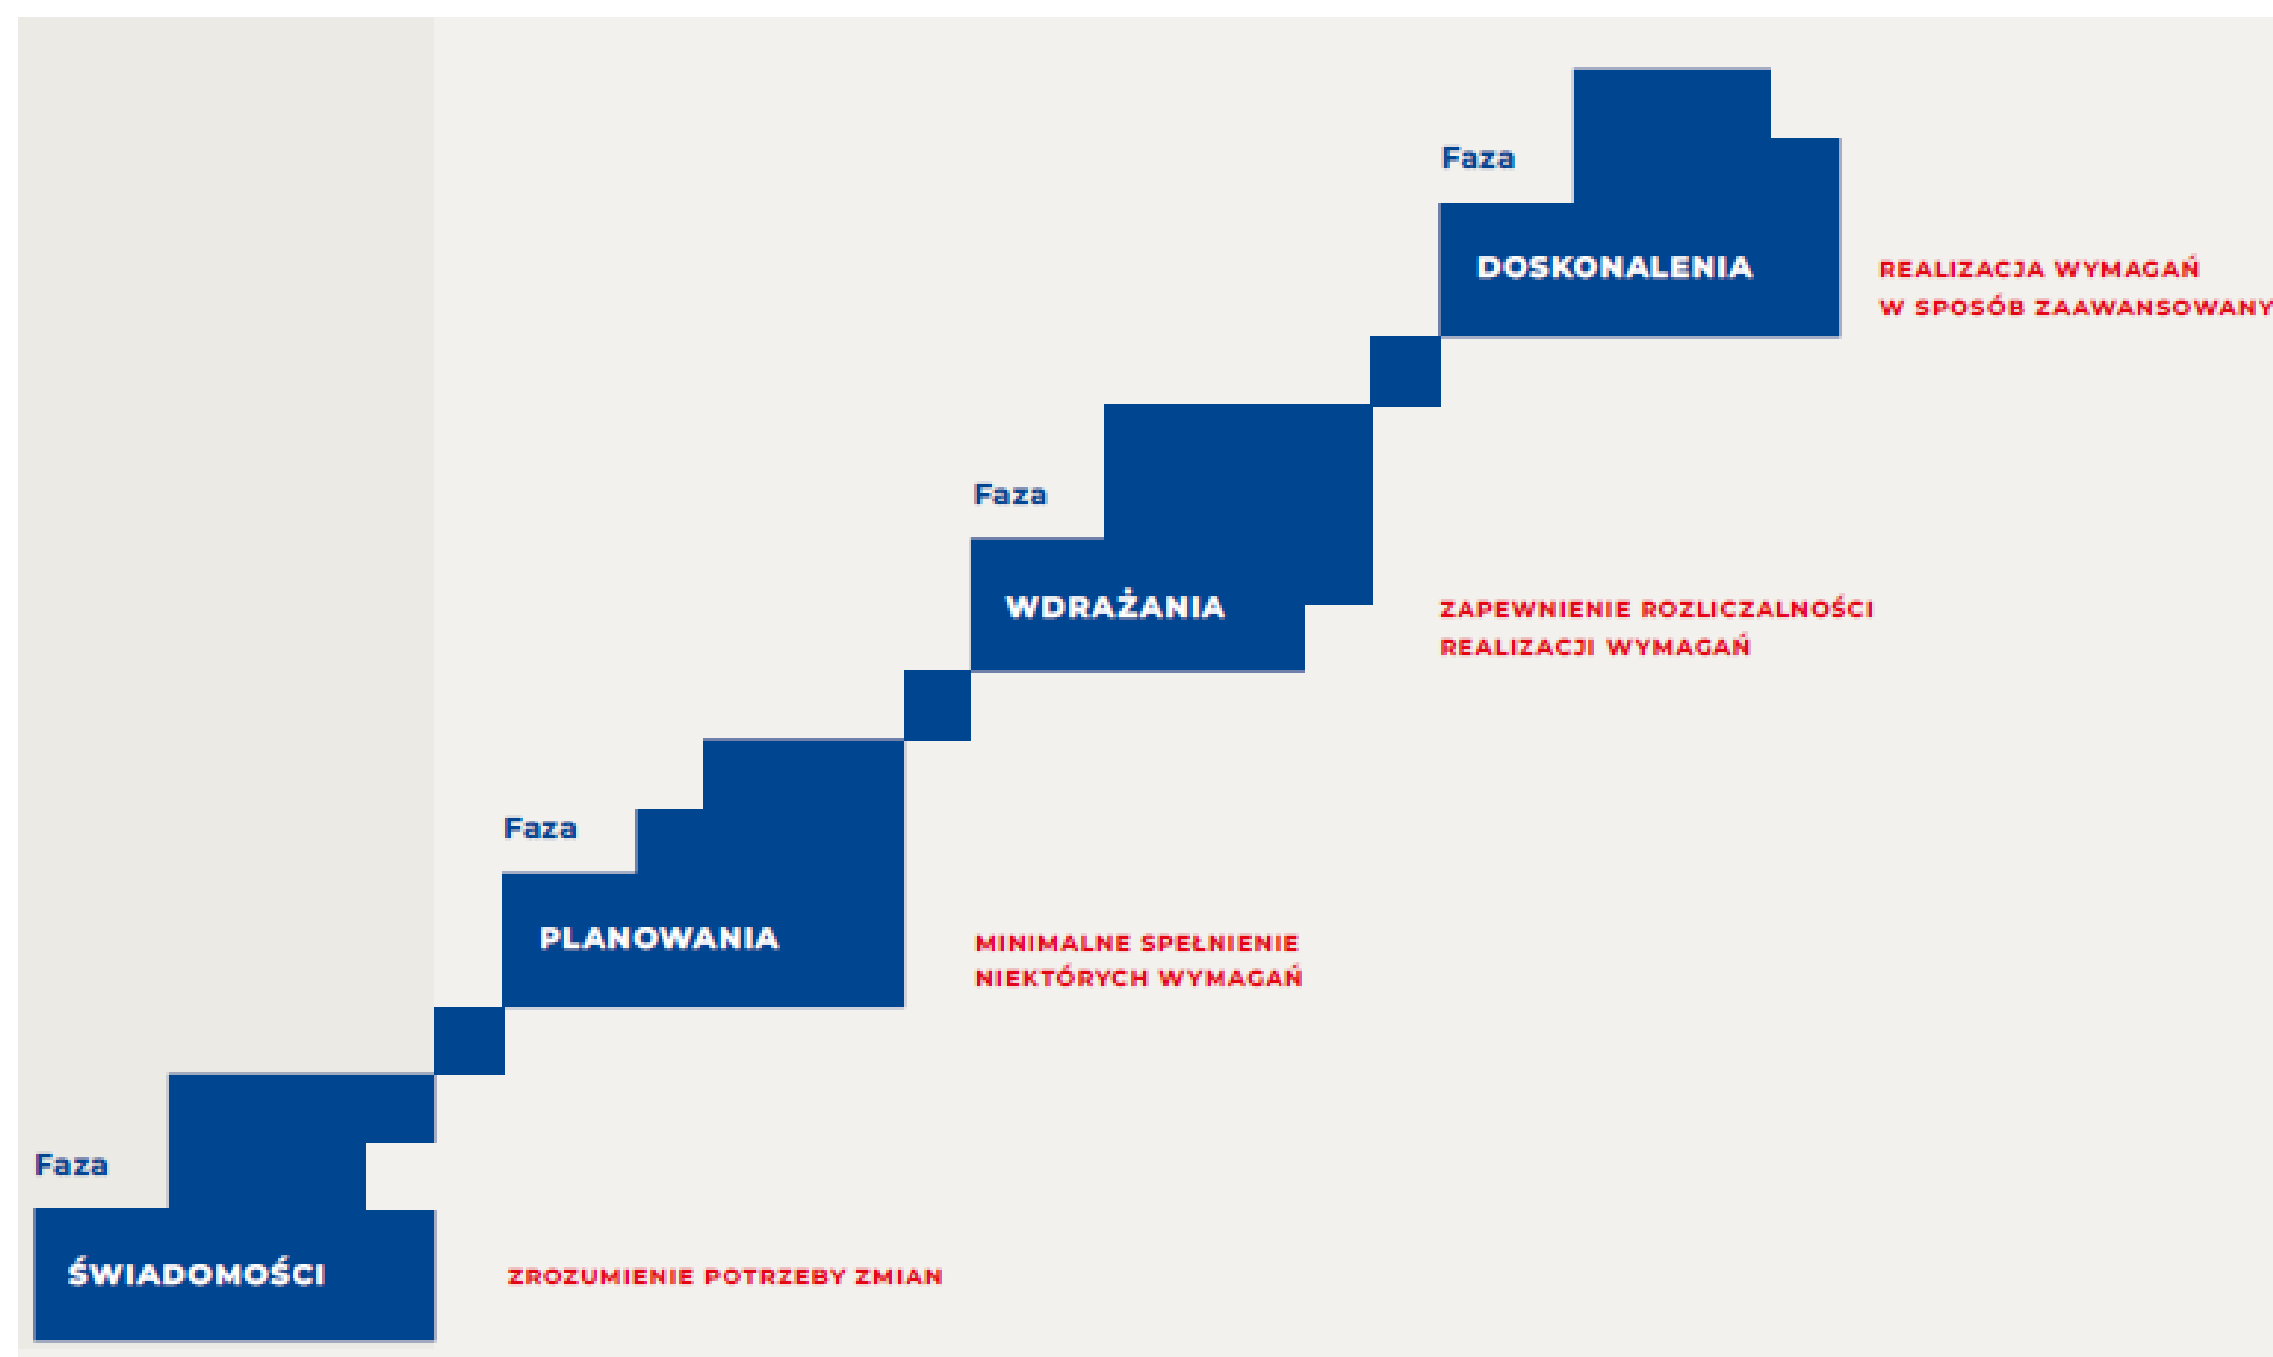 Faza
DOSKONALENIA
REALIZACJA WYMAGAŃ
W SPOSÓB ZAAWANSOWANY
Faza
WDRAŻANIA
ZAPEWNIENIE ROZLICZALNOŚCI
REALIZACJI WYMAGAŃ
Faza
PLANOWANIA
MINIMALNE SPEŁNIENIE
NIEKTÓRYCH WYMAGAŃ
Faza
ŚWIADOMOŚCI
ZROZUMIENIE POTRZEBY ZMIAN